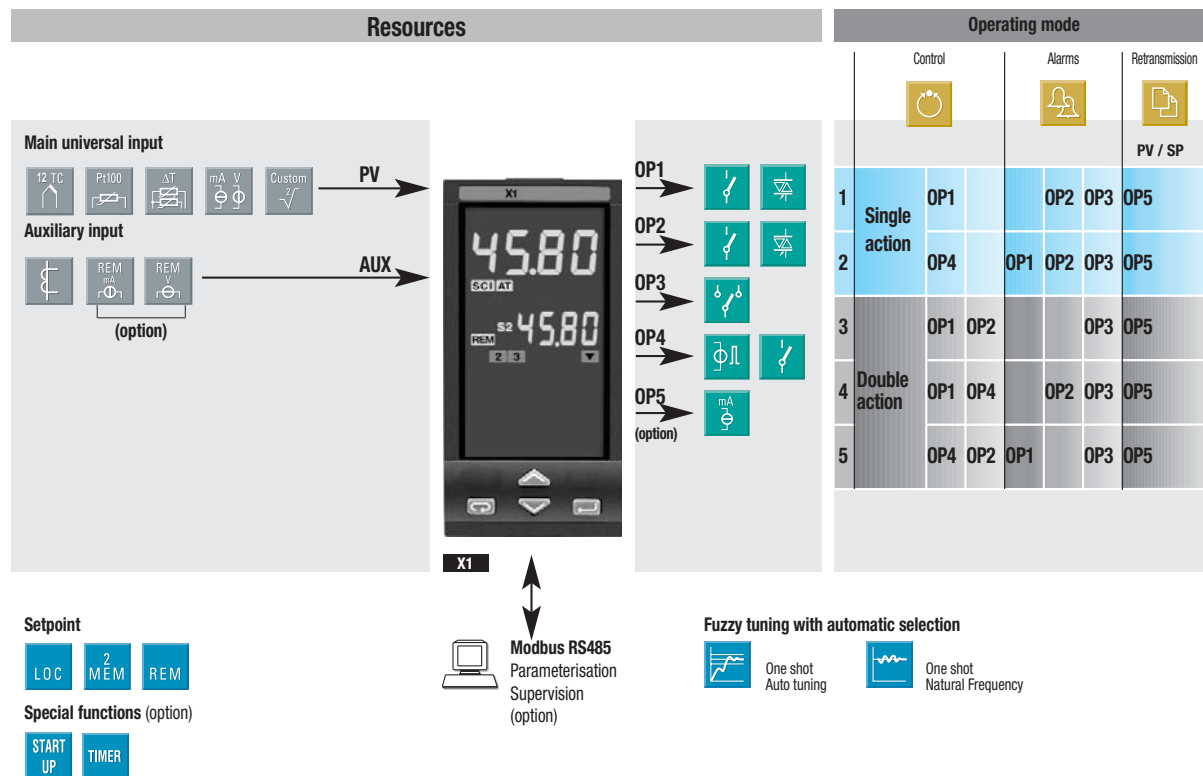 Resources
Operating mode
Control
Alarms
Retransmission
PV / SP
Main universal input
12 TC
Pt100
ΔT
mA V
Custom
2√
PV
Auxiliary input
REM
mA
REM
V
(option)
AUX
X1
45.80
SCI AT
S2 45.80
REM
2 3
OP1
OP2
OP3
OP4
OP5
(option)
mA
1 Single action OP1 OP2 OP3 OP5
2 OP4 OP1 OP2 OP3 OP5
3 Double action OP1 OP2 OP3 OP5
4 OP1 OP4 OP2 OP3 OP5
5 OP4 OP2 OP1 OP3 OP5
X1
Setpoint
LOC
2
MEM
REM
Special functions (option)
START
UP
TIMER
Modbus RS485
Parameterisation
Supervision
(option)
Fuzzy tuning with automatic selection
One shot
Auto tuning
One shot
Natural Frequency